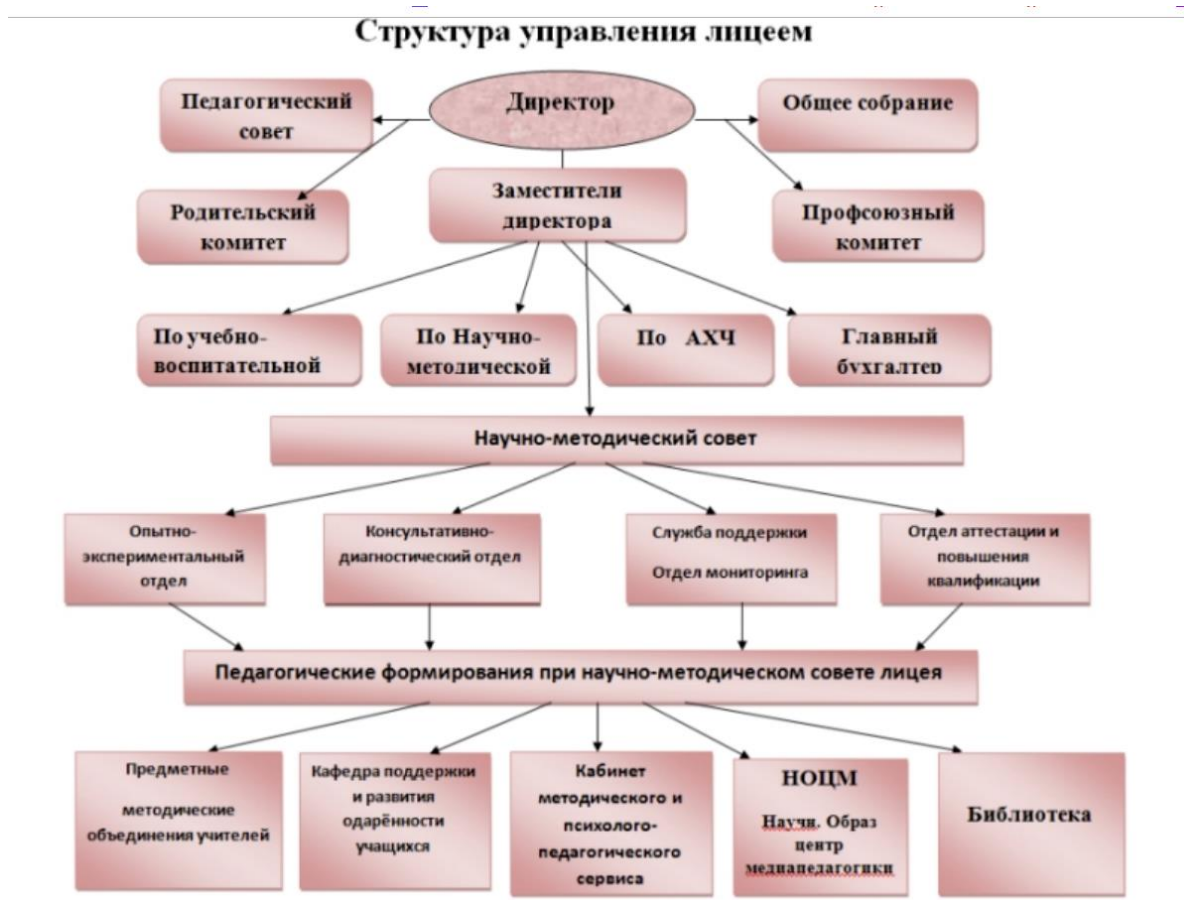 Структура управления лицеем
Педагогический
совет
Директор
Общее собрание
Родительский
комитет
Заместители
директора
Профсоюзный
комитет
По учебно-
воспитательной
По Научно-
методической
По АХЧ
Главный
бухгалтер
Научно-методический совет
Опытно-
экспериментальный
отдел
Консультативно-
диагностический отдел
Служба поддержки
Отдел мониторинга
Отдел аттестации и
повышения
квалификации
Педагогические формирования при научно-методическом совете лицея
Предметные
методические
объединения учителей
Кафедра поддержки
и развития
одарённости
учащихся
Кабинет
методического и
психолого-
педагогического
сервиса
НОЦМ
Научн. Образ
центр
медиапедагогики
Библиотека